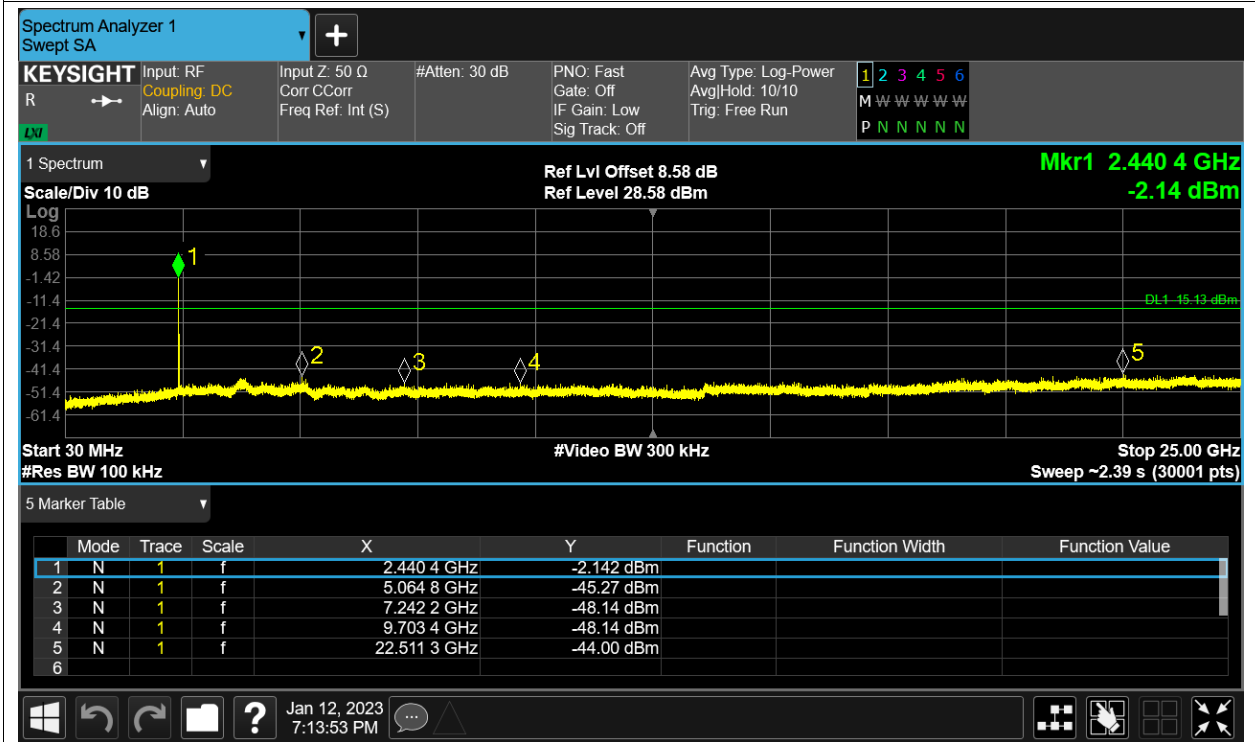 Spectrum Analyzer 1
Swept SA
+
KEYSIGHT
R
LXI
Input: RF
Coupling: DC
Align: Auto
Input Z: 50 Ω
Corr CCorr
Freq Ref: Int (S)
#Atten: 30 dB
PNO: Fast
Gate: Off
IF Gain: Low
Sig Track: Off
Avg Type: Log-Power
Avg|Hold: 10/10
Trig: Free Run
1 2 3 4 5 6
M W W W W W
P N N N N N
1 Spectrum
Scale/Div 10 dB
Ref Lvl Offset 8.58 dB
Ref Level 28.58 dBm
Mkr1 2.440 4 GHz
-2.14 dBm
Log
18.6
8.58
-1.42
-11.4
-21.4
-31.4
-41.4
-51.4
-61.4
1
2
3
4
5
DL1 -15.13 dBm
Start 30 MHz
#Res BW 100 kHz
#Video BW 300 kHz
Stop 25.00 GHz
Sweep ~2.39 s (30001 pts)
5 Marker Table
Mode Trace Scale X Y Function Function Width Function Value
1 N 1 f 2.440 4 GHz -2.142 dBm
2 N 1 f 5.064 8 GHz -45.27 dBm
3 N 1 f 7.242 2 GHz -48.14 dBm
4 N 1 f 9.703 4 GHz -48.14 dBm
5 N 1 f 22.511 3 GHz -44.00 dBm
6
?
Jan 12, 2023
7:13:53 PM